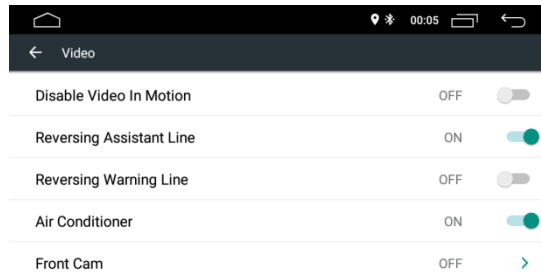 00:05
Video
Disable Video In Motion OFF
Reversing Assistant Line ON
Reversing Warning Line OFF
Air Conditioner ON
Front Cam OFF